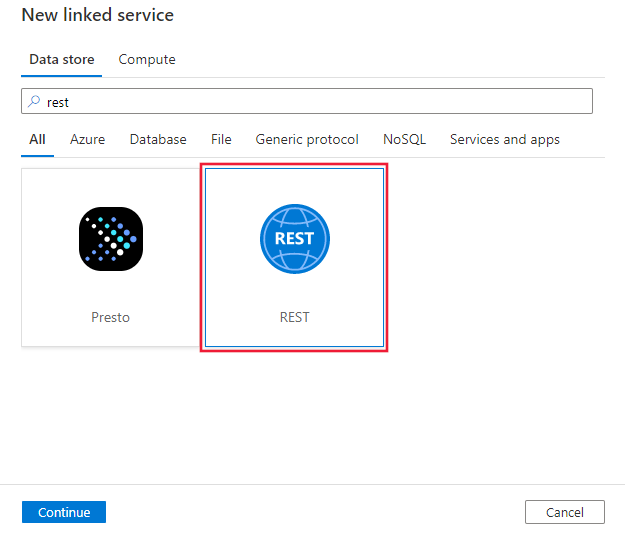 New linked service
Data store Compute
rest
All Azure Database File Generic protocol NoSQL Services and apps
REST
Presto REST
Continue Cancel